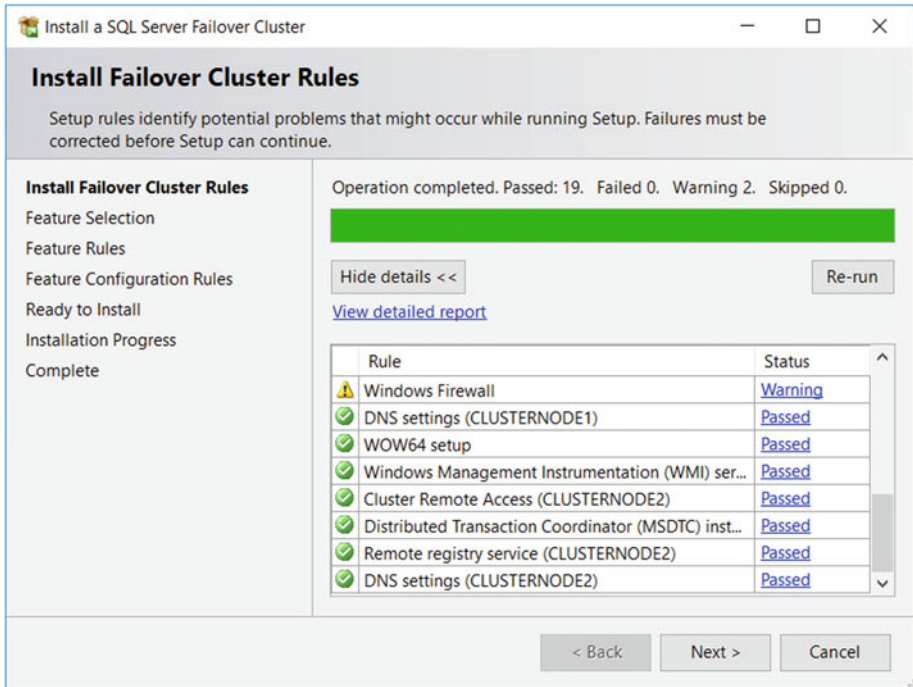 Install a SQL Server Failover Cluster
Install Failover Cluster Rules
Setup rules identify potential problems that might occur while running Setup. Failures must be
corrected before Setup can continue.
Install Failover Cluster Rules
Feature Selection
Feature Rules
Feature Configuration Rules
Ready to Install
Installation Progress
Complete
Operation completed. Passed: 19. Failed 0. Warning 2. Skipped 0.
Hide details <<
Re-run
View detailed report
Rule Status
Windows Firewall Warning
DNS settings (CLUSTERNODE1) Passed
WOW64 setup Passed
Windows Management Instrumentation (WMI) ser... Passed
Cluster Remote Access (CLUSTERNODE2) Passed
Distributed Transaction Coordinator (MSDTC) inst... Passed
Remote registry service (CLUSTERNODE2) Passed
DNS settings (CLUSTERNODE2) Passed
< Back Next > Cancel